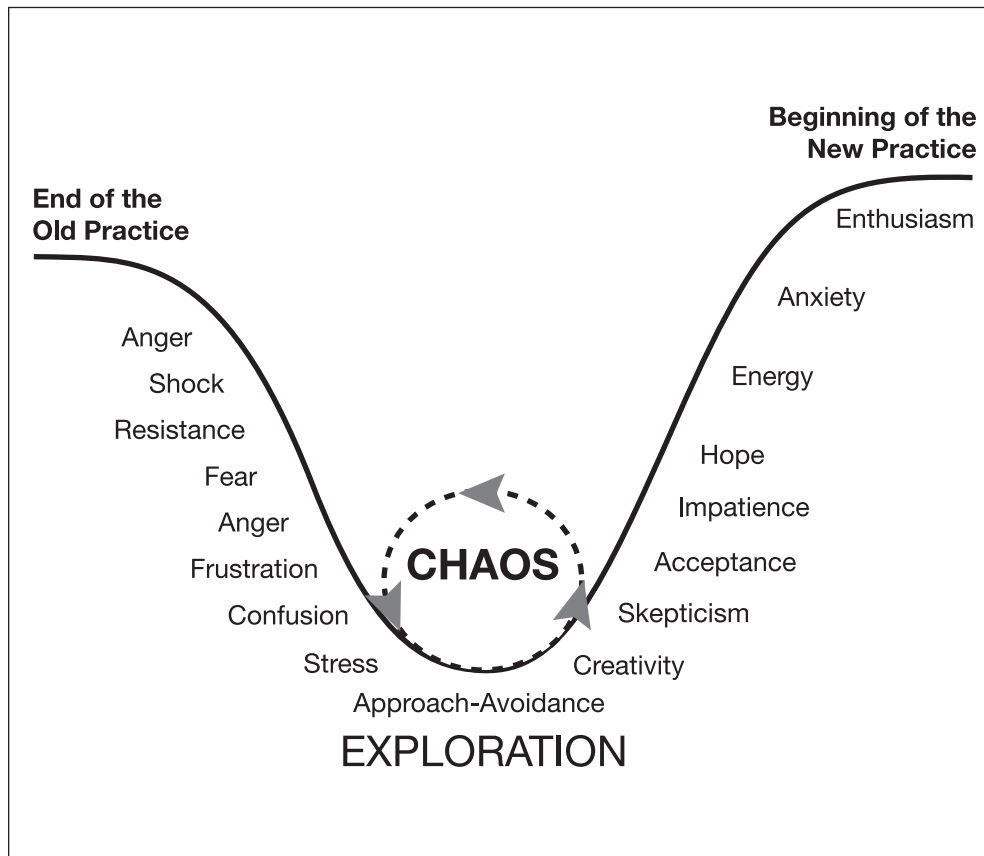 End of the
Old Practice
Anger
Shock
Resistance
Fear
Anger
Frustration
Confusion
Stress
Approach-Avoidance
EXPLORATION
CHAOS
Beginning of the
New Practice
Enthusiasm
Anxiety
Energy
Hope
Impatience
Acceptance
Skepticism
Creativity